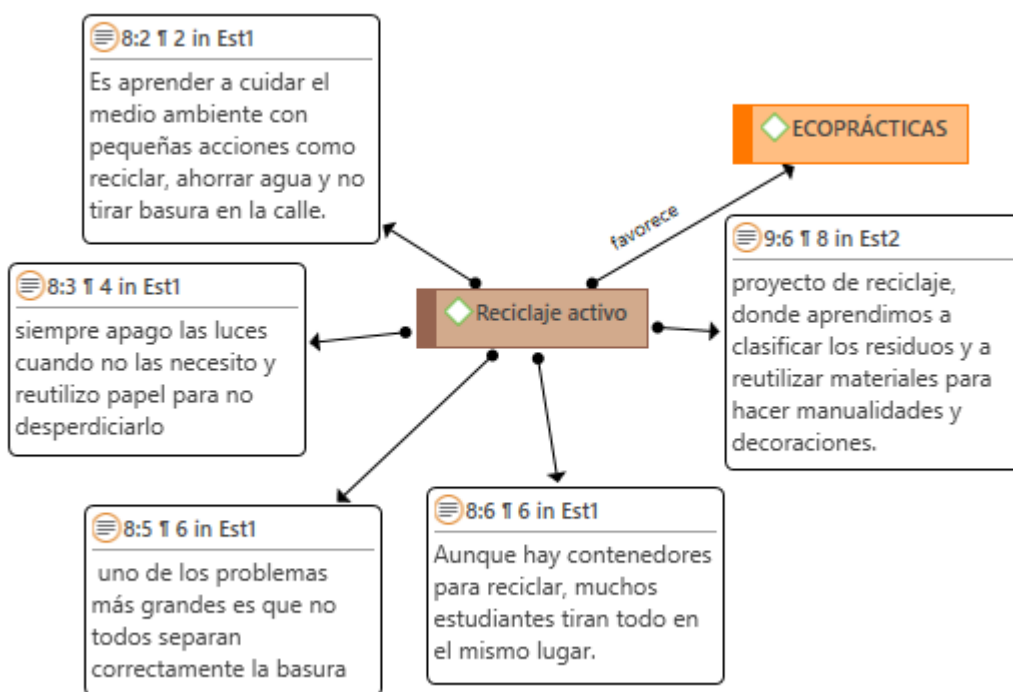 8:2 ¶ 2 in Est1
Es aprender a cuidar el
medio ambiente con
pequeñas acciones como
reciclar, ahorrar agua y no
tirar basura en la calle.
ECOPRÁCTICAS
favorece
9:6 ¶ 8 in Est2
proyecto de reciclaje,
donde aprendimos a
clasificar los residuos y a
reutilizar materiales para
hacer manualidades y
decoraciones.
8:3 ¶ 4 in Est1
siempre apago las luces
cuando no las necesito y
reutilizo papel para no
desperdiciarlo
Reciclaje activo
8:5 ¶ 6 in Est1
uno de los problemas
más grandes es que no
todos separan
correctamente la basura
8:6 ¶ 6 in Est1
Aunque hay contenedores
para reciclar, muchos
estudiantes tiran todo en
el mismo lugar.